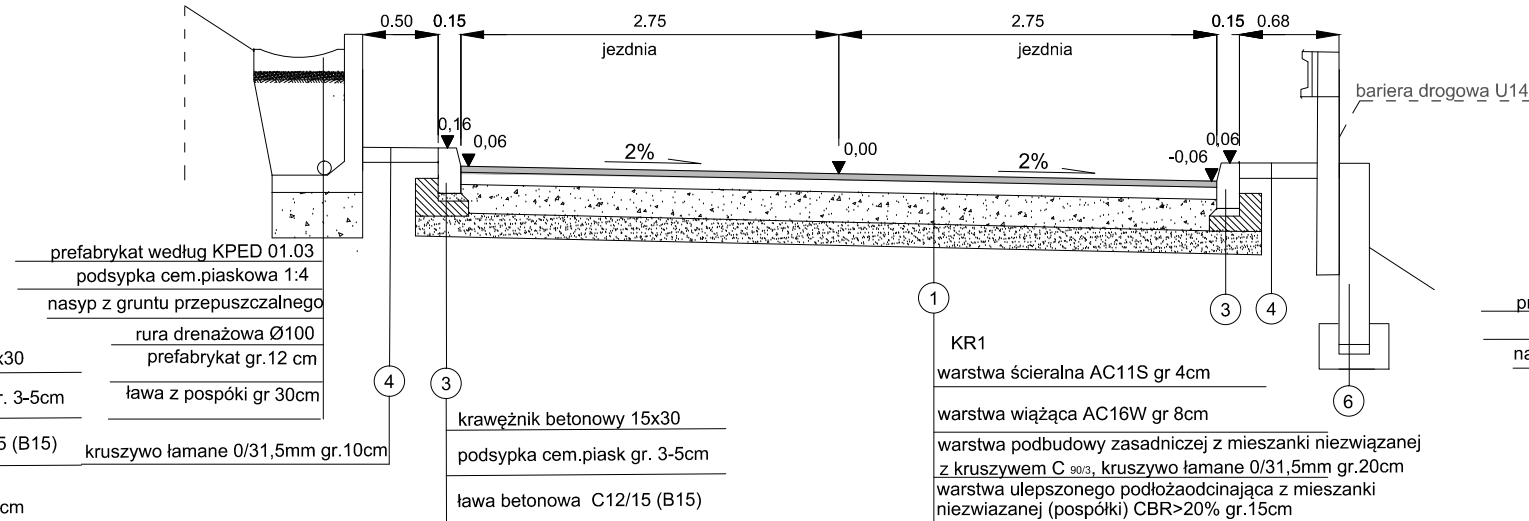 0.50 0.15 2.75 2.75 0.15 0.68
jezdnia jezdnia
bariera drogowa U14
0,16
0,06
2%
0,00
2%
-0,06
0,06
prefabrykat według KPED 01.03
podsypka cem.piaskowa 1:4
nasyp z gruntu przepuszczalnego
rura drenażowa Ø100
prefabrykat gr.12 cm
ława z pospóki gr 30cm
kruszywo łamane 0/31,5mm gr.10cm
x30
r. 3-5cm
5 (B15)
cm
4
3
krawężnik betonowy 15x30
podsypka cem.piask gr. 3-5cm
ława betonowa C12/15 (B15)
1
KR1
warstwa ścieralna AC11S gr 4cm
warstwa wiążąca AC16W gr 8cm
warstwa podbudowy zasadniczej z mieszanki niezwiązanej
z kruszywem C 90/3, kruszywo łamane 0/31,5mm gr.20cm
warstwa ulepszonego podłożaodcinająca z mieszanki
niezwiazanej (pospółki) CBR>20% gr.15cm
3
4
6
pr
na